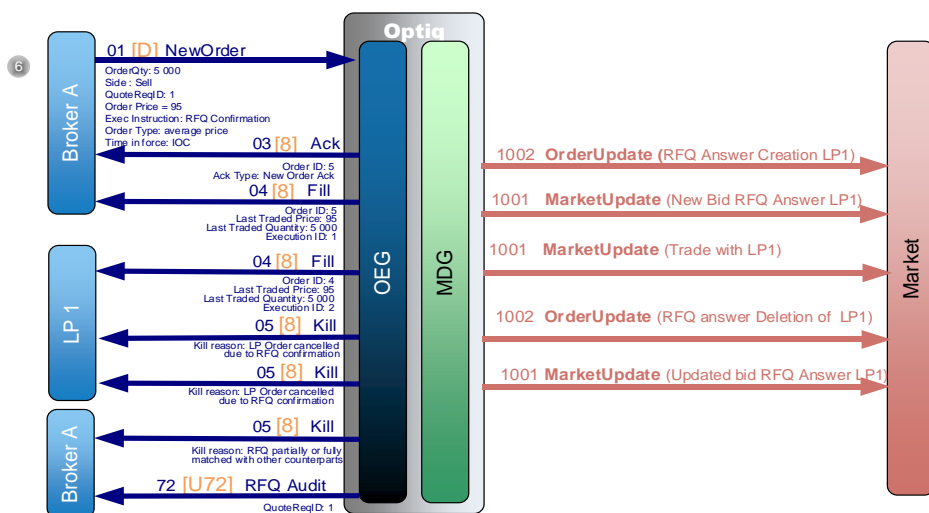 Optiq
6
01 [D] NewOrder
OrderQty: 5 000
Side : Sell
QuoteReqID: 1
Order Price = 95
Exec Instruction: RFQ Confirmation
Order Type: average price
Time in force: IOC
Broker A
03 [8] Ack
Order ID: 5
Ack Type: New Order Ack
04 [8] Fill
Order ID: 5
Last Traded Price: 95
Last Traded Quantity: 5 000
Execution ID: 1
LP 1
04 [8] Fill
Order ID: 4
Last Traded Price: 95
Last Traded Quantity: 5 000
Execution ID: 2
05 [8] Kill
Kill reason: LP Order cancelled
due to RFQ confirmation
05 [8] Kill
Kill reason: LP Order cancelled
due to RFQ confirmation
Broker A
05 [8] Kill
Kill reason: RFQ partially or fully
matched with other counterparts
72 [U72] RFQ Audit
QuoteReqID: 1
OEG
MDG
1002 OrderUpdate (RFQ Answer Creation LP1)
1001 MarketUpdate (New Bid RFQ Answer LP1)
1001 MarketUpdate (Trade with LP1)
1002 OrderUpdate (RFQ answer Deletion of LP1)
1001 MarketUpdate (Updated bid RFQ Answer LP1)
Market